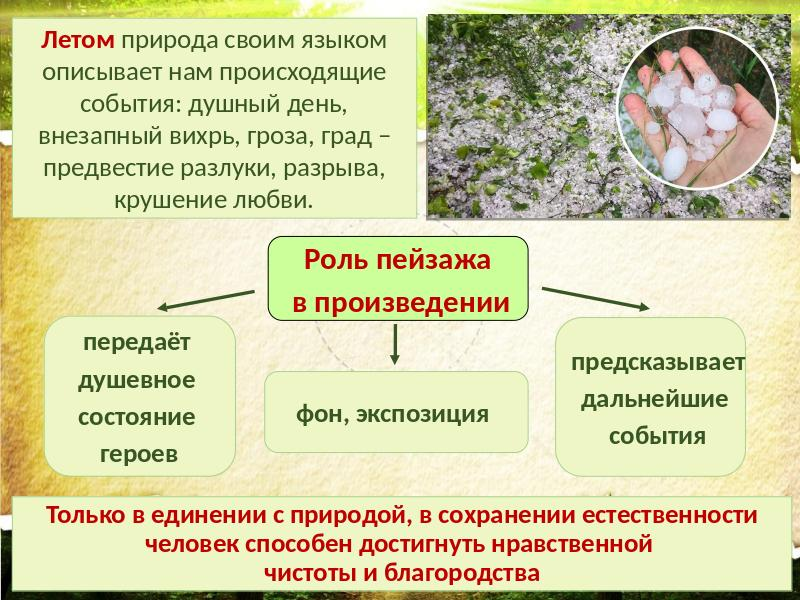 Летом природа своим языком
описывает нам происходящие
события: душный день,
внезапный вихрь, гроза, град –
предвестие разлуки, разрыва,
крушение любви.
Роль пейзажа
в произведении
передаёт
душевное
состояние
героев
фон, экспозиция
предсказывает
дальнейшие
события
Только в единении с природой, в сохранении естественности
человек способен достигнуть нравственной
чистоты и благородства